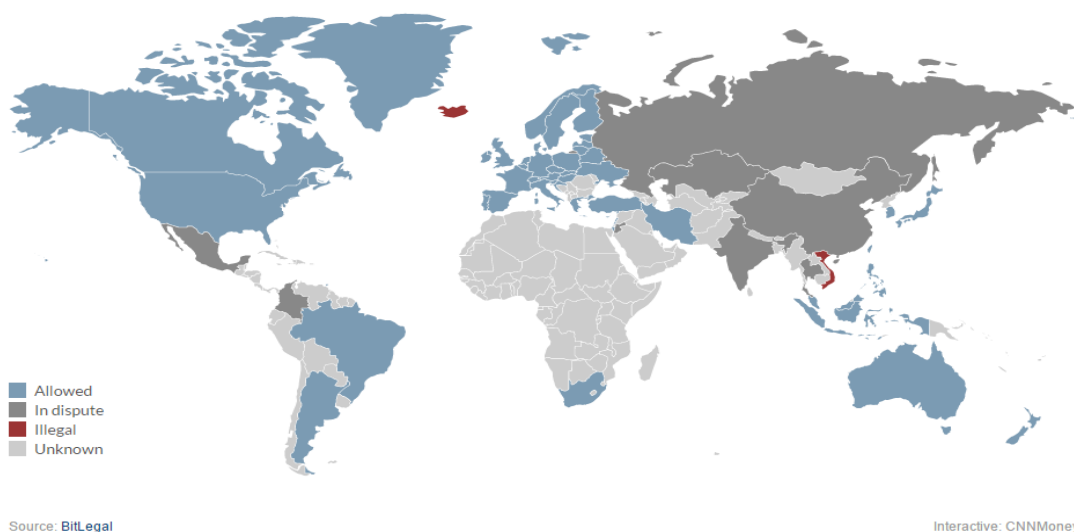 Allowed
In dispute
Illegal
Unknown
Source: BitLegal
Interactive: CNNMoney